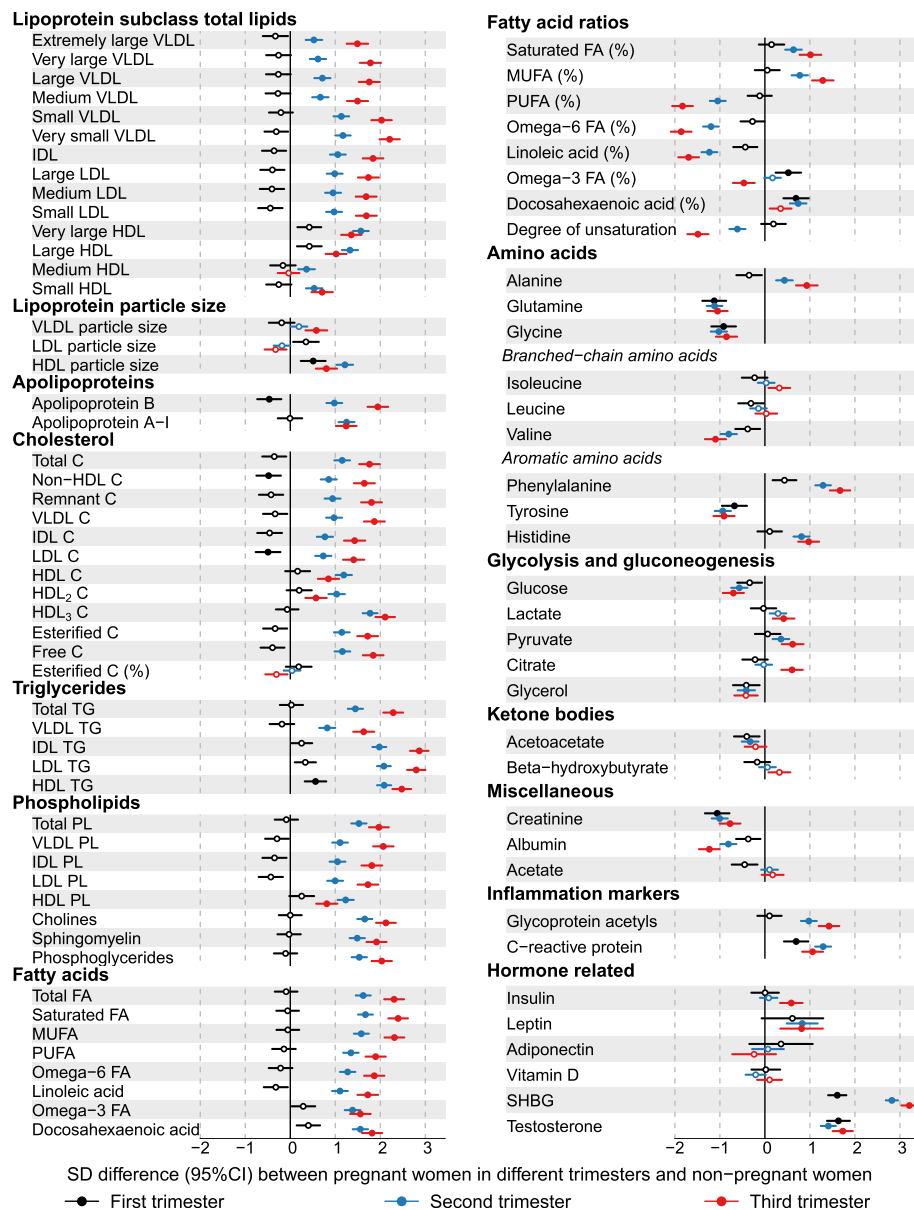 Lipoprotein subclass total lipids
Extremely large VLDL
Very large VLDL
Large VLDL
Medium VLDL
Small VLDL
Very small VLDL
IDL
Large LDL
Medium LDL
Small LDL
Very large HDL
Large HDL
Medium HDL
Small HDL
Lipoprotein particle size
VLDL particle size
LDL particle size
HDL particle size
Apolipoproteins
Apolipoprotein B
Apolipoprotein A−I
Cholesterol
Total C
Non−HDL C
Remnant C
VLDL C
IDL C
LDL C
HDL C
HDL₂ C
HDL₃ C
Esterified C
Free C
Esterified C (%)
Triglycerides
Total TG
VLDL TG
IDL TG
LDL TG
HDL TG
Phospholipids
Total PL
VLDL PL
IDL PL
LDL PL
HDL PL
Cholines
Sphingomyelin
Phosphoglycerides
Fatty acids
Total FA
Saturated FA
MUFA
PUFA
Omega−6 FA
Linoleic acid
Omega−3 FA
Docosahexaenoic acid
−2 −1 0 1 2 3
Fatty acid ratios
Saturated FA (%)
MUFA (%)
PUFA (%)
Omega−6 FA (%)
Linoleic acid (%)
Omega−3 FA (%)
Docosahexaenoic acid (%)
Degree of unsaturation
Amino acids
Alanine
Glutamine
Glycine
Branched−chain amino acids
Isoleucine
Leucine
Valine
Aromatic amino acids
Phenylalanine
Tyrosine
Histidine
Glycolysis and gluconeogenesis
Glucose
Lactate
Pyruvate
Citrate
Glycerol
Ketone bodies
Acetoacetate
Beta−hydroxybutyrate
Miscellaneous
Creatinine
Albumin
Acetate
Inflammation markers
Glycoprotein acetyls
C−reactive protein
Hormone related
Insulin
Leptin
Adiponectin
Vitamin D
SHBG
Testosterone
−2 −1 0 1 2 3
SD difference (95%CI) between pregnant women in different trimesters and non−pregnant women
First trimester Second trimester Third trimester